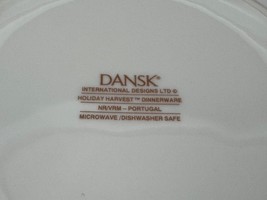 DANSK®
INTERNATIONAL DESIGNS LTD ©
HOLIDAY HARVEST™ DINNERWARE
NR/VRM – PORTUGAL
MICROWAVE/DISHWASHER SAFE